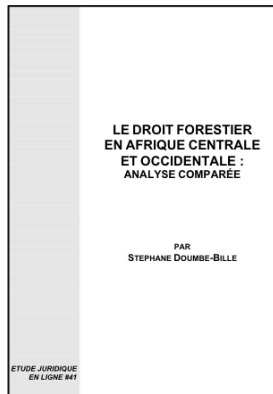 LE DROIT FORESTIER
EN AFRIQUE CENTRALE
ET OCCIDENTALE :
ANALYSE COMPARÉE
PAR
STEPHANE DOUMBE-BILLE
ETUDE JURIDIQUE
EN LIGNE #41